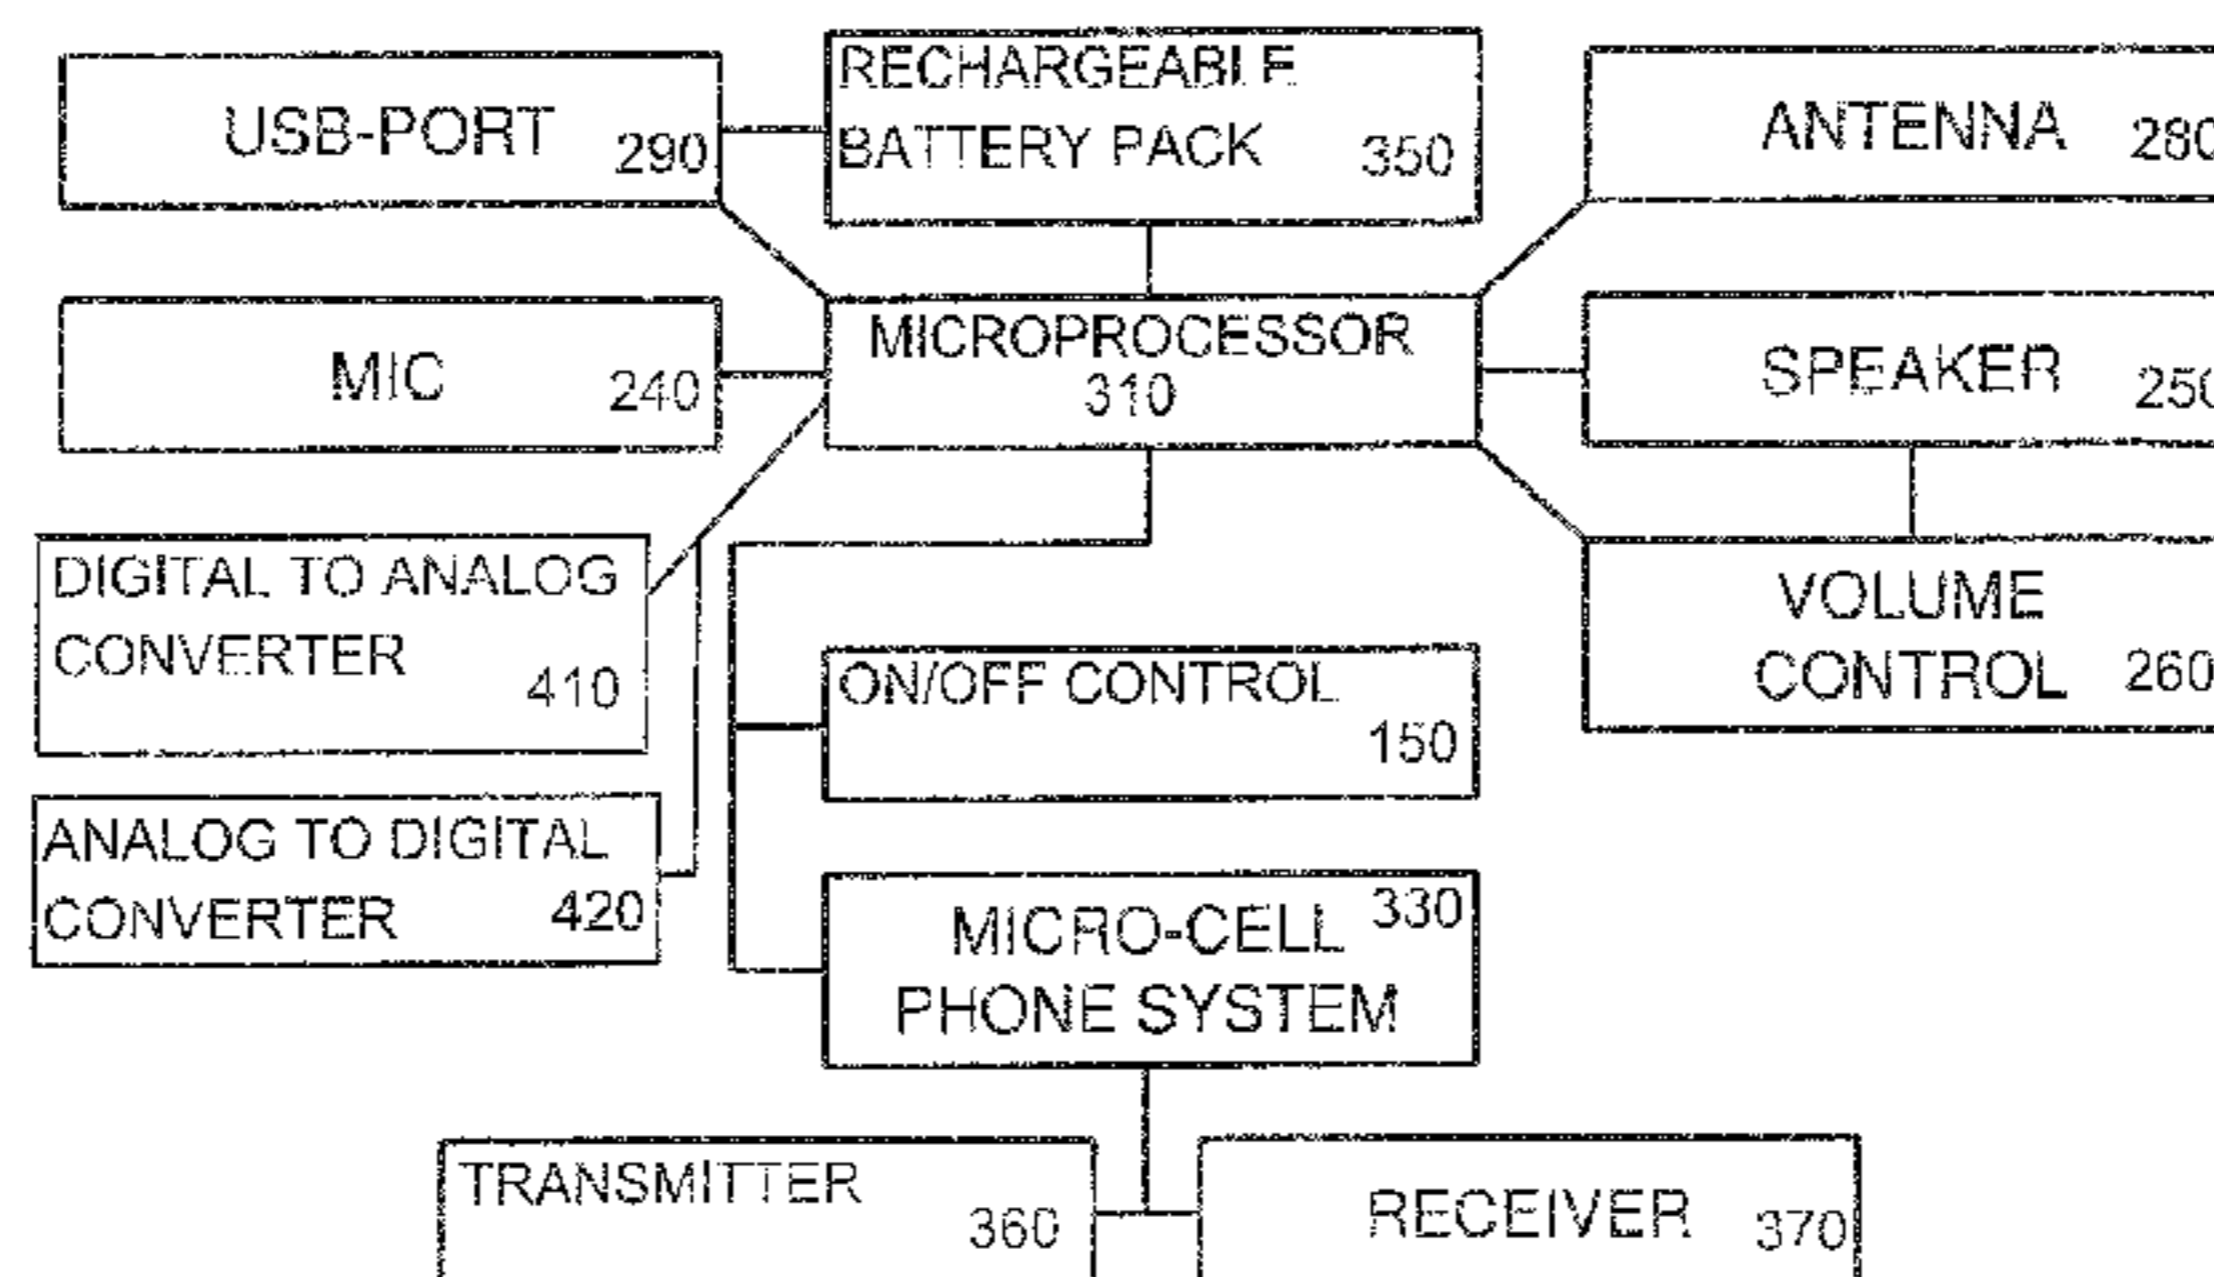 USB-PORT 290
RECHARGEABLE
BATTERY PACK 350
ANTENNA 280
MIC 240
MICROPROCESSOR
310
SPEAKER 250
DIGITAL TO ANALOG
CONVERTER 410
ON/OFF CONTROL
150
VOLUME
CONTROL 260
ANALOG TO DIGITAL
CONVERTER 420
MICRO-CELL 330
PHONE SYSTEM
TRANSMITTER
360
RECEIVER 370